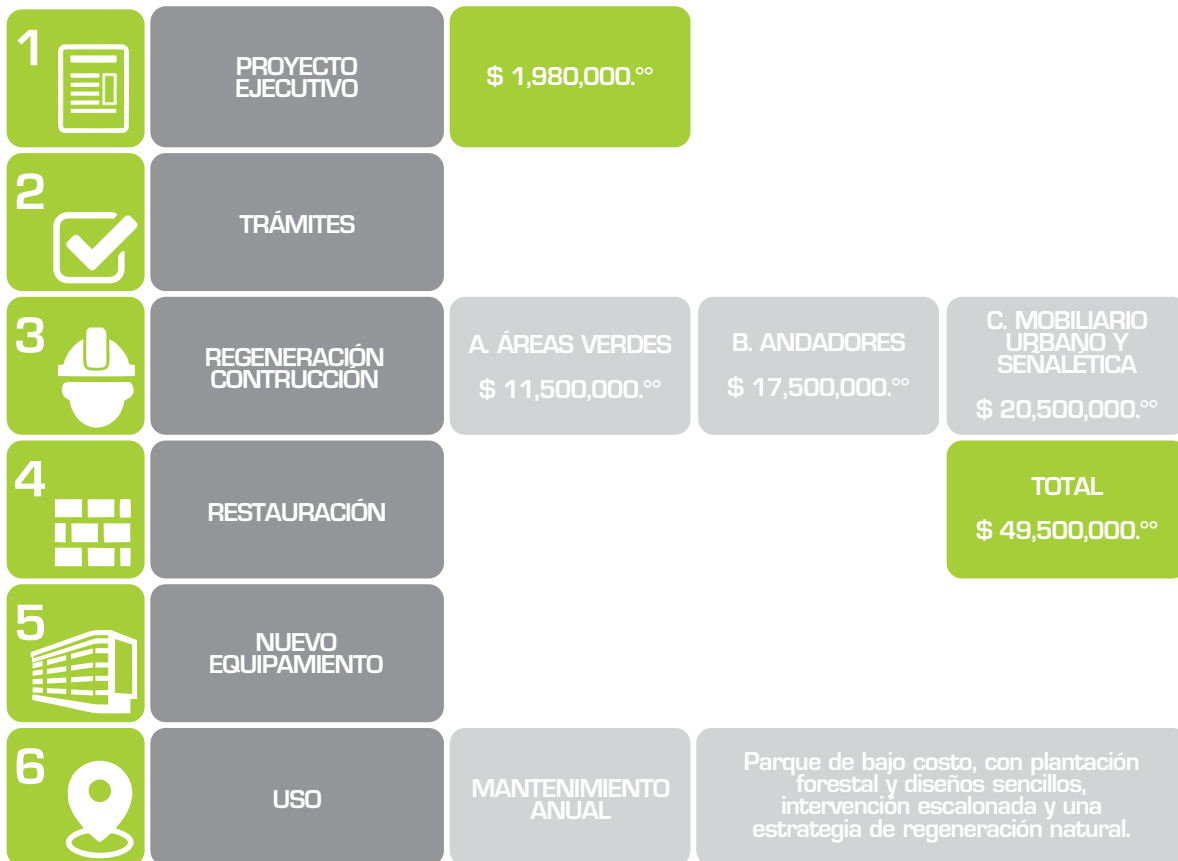 1
PROYECTO
EJECUTIVO
$ 1,980,000.°°
2
TRÁMITES
3
REGENERACIÓN
CONTRUCCIÓN
A. ÁREAS VERDES
$ 11,500,000.°°
B. ANDADORES
$ 17,500,000.°°
C. MOBILIARIO
URBANO Y
SEÑALÉTICA
$ 20,500,000.°°
4
RESTAURACIÓN
TOTAL
$ 49,500,000.°°
5
NUEVO
EQUIPAMIENTO
6
USO
MANTENIMIENTO
ANUAL
Parque de bajo costo, con plantación
forestal y diseños sencillos,
intervención escalonada y una
estrategia de regeneración natural.